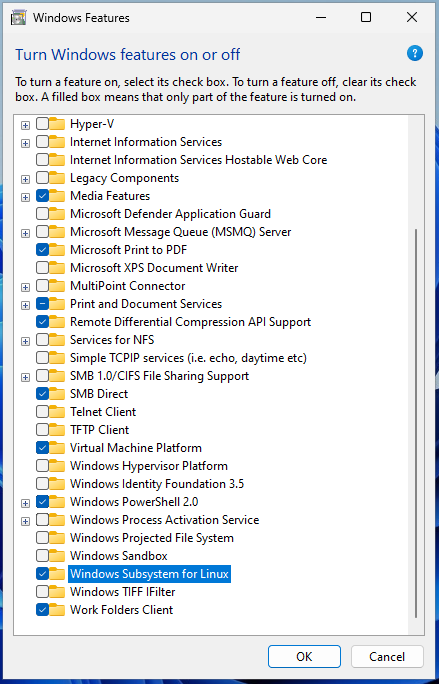 Windows Features
Turn Windows features on or off
?
To turn a feature on, select its check box. To turn a feature off, clear its check
box. A filled box means that only part of the feature is turned on.
Hyper-V
Internet Information Services
Internet Information Services Hostable Web Core
Legacy Components
Media Features
Microsoft Defender Application Guard
Microsoft Message Queue (MSMQ) Server
Microsoft Print to PDF
Microsoft XPS Document Writer
MultiPoint Connector
Print and Document Services
Remote Differential Compression API Support
Services for NFS
Simple TCPIP services (i.e. echo, daytime etc)
SMB 1.0/CIFS File Sharing Support
SMB Direct
Telnet Client
TFTP Client
Virtual Machine Platform
Windows Hypervisor Platform
Windows Identity Foundation 3.5
Windows PowerShell 2.0
Windows Process Activation Service
Windows Projected File System
Windows Sandbox
Windows Subsystem for Linux
Windows TIFF IFilter
Work Folders Client
OK
Cancel